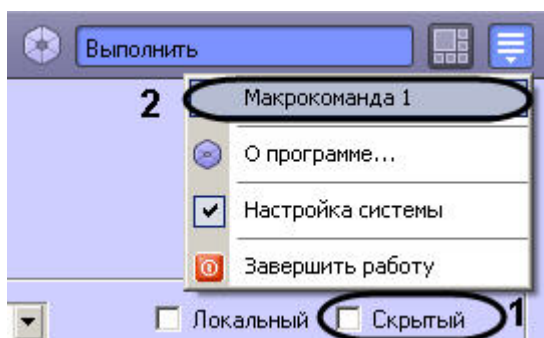 Выполнить
2
Макрокоманда 1
О программе...
Настройка системы
Завершить работу
Локальный
Скрытый
1